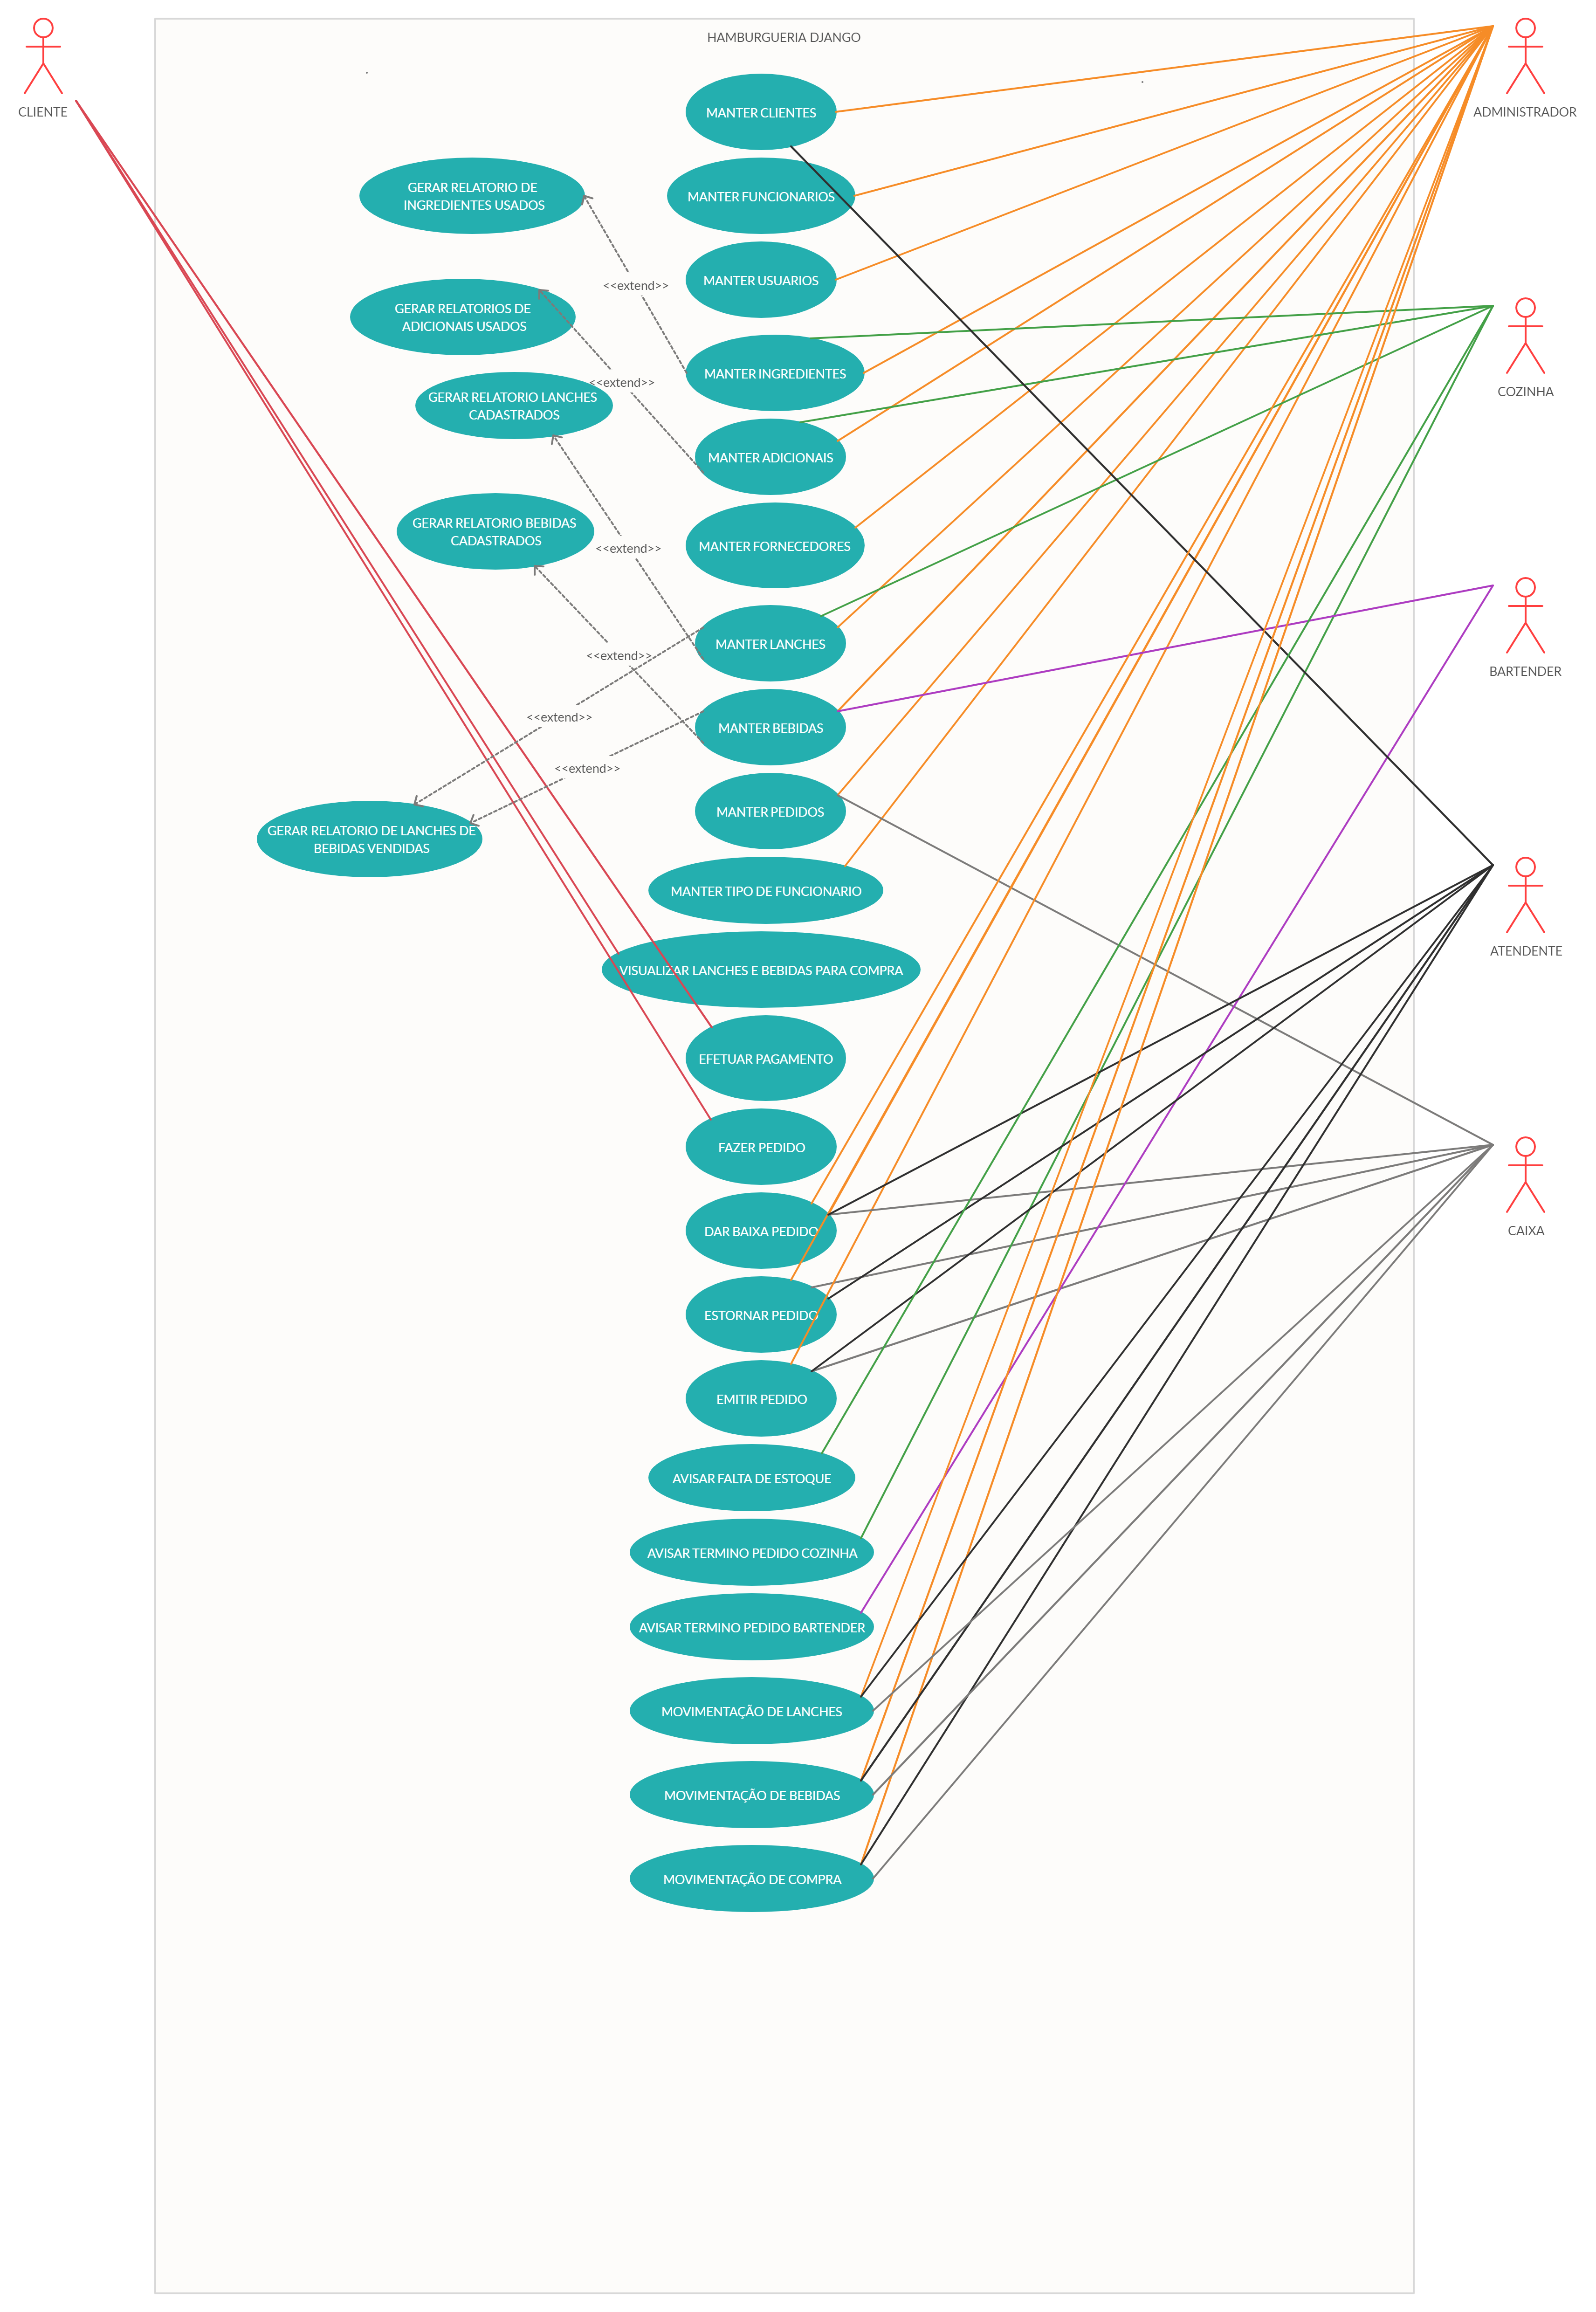 HAMBURGUERIA DJANGO
CLIENTE
ADMINISTRADOR
MANTER CLIENTES
GERAR RELATORIO DE
INGREDIENTES USADOS
MANTER FUNCIONARIOS
MANTER USUARIOS
<<extend>>
GERAR RELATORIOS DE
ADICIONAIS USADOS
MANTER INGREDIENTES
<<extend>>
COZINHA
GERAR RELATORIO LANCHES
CADASTRADOS
MANTER ADICIONAIS
GERAR RELATORIO BEBIDAS
CADASTRADOS
MANTER FORNECEDORES
<<extend>>
MANTER LANCHES
<<extend>>
BARTENDER
<<extend>>
MANTER BEBIDAS
<<extend>>
MANTER PEDIDOS
GERAR RELATORIO DE LANCHES DE
BEBIDAS VENDIDAS
MANTER TIPO DE FUNCIONARIO
ATENDENTE
VISUALIZAR LANCHES E BEBIDAS PARA COMPRA
EFETUAR PAGAMENTO
FAZER PEDIDO
DAR BAIXA PEDIDO
CAIXA
ESTORNAR PEDIDO
EMITIR PEDIDO
AVISAR FALTA DE ESTOQUE
AVISAR TERMINO PEDIDO COZINHA
AVISAR TERMINO PEDIDO BARTENDER
MOVIMENTAÇÃO DE LANCHES
MOVIMENTAÇÃO DE BEBIDAS
MOVIMENTAÇÃO DE COMPRA